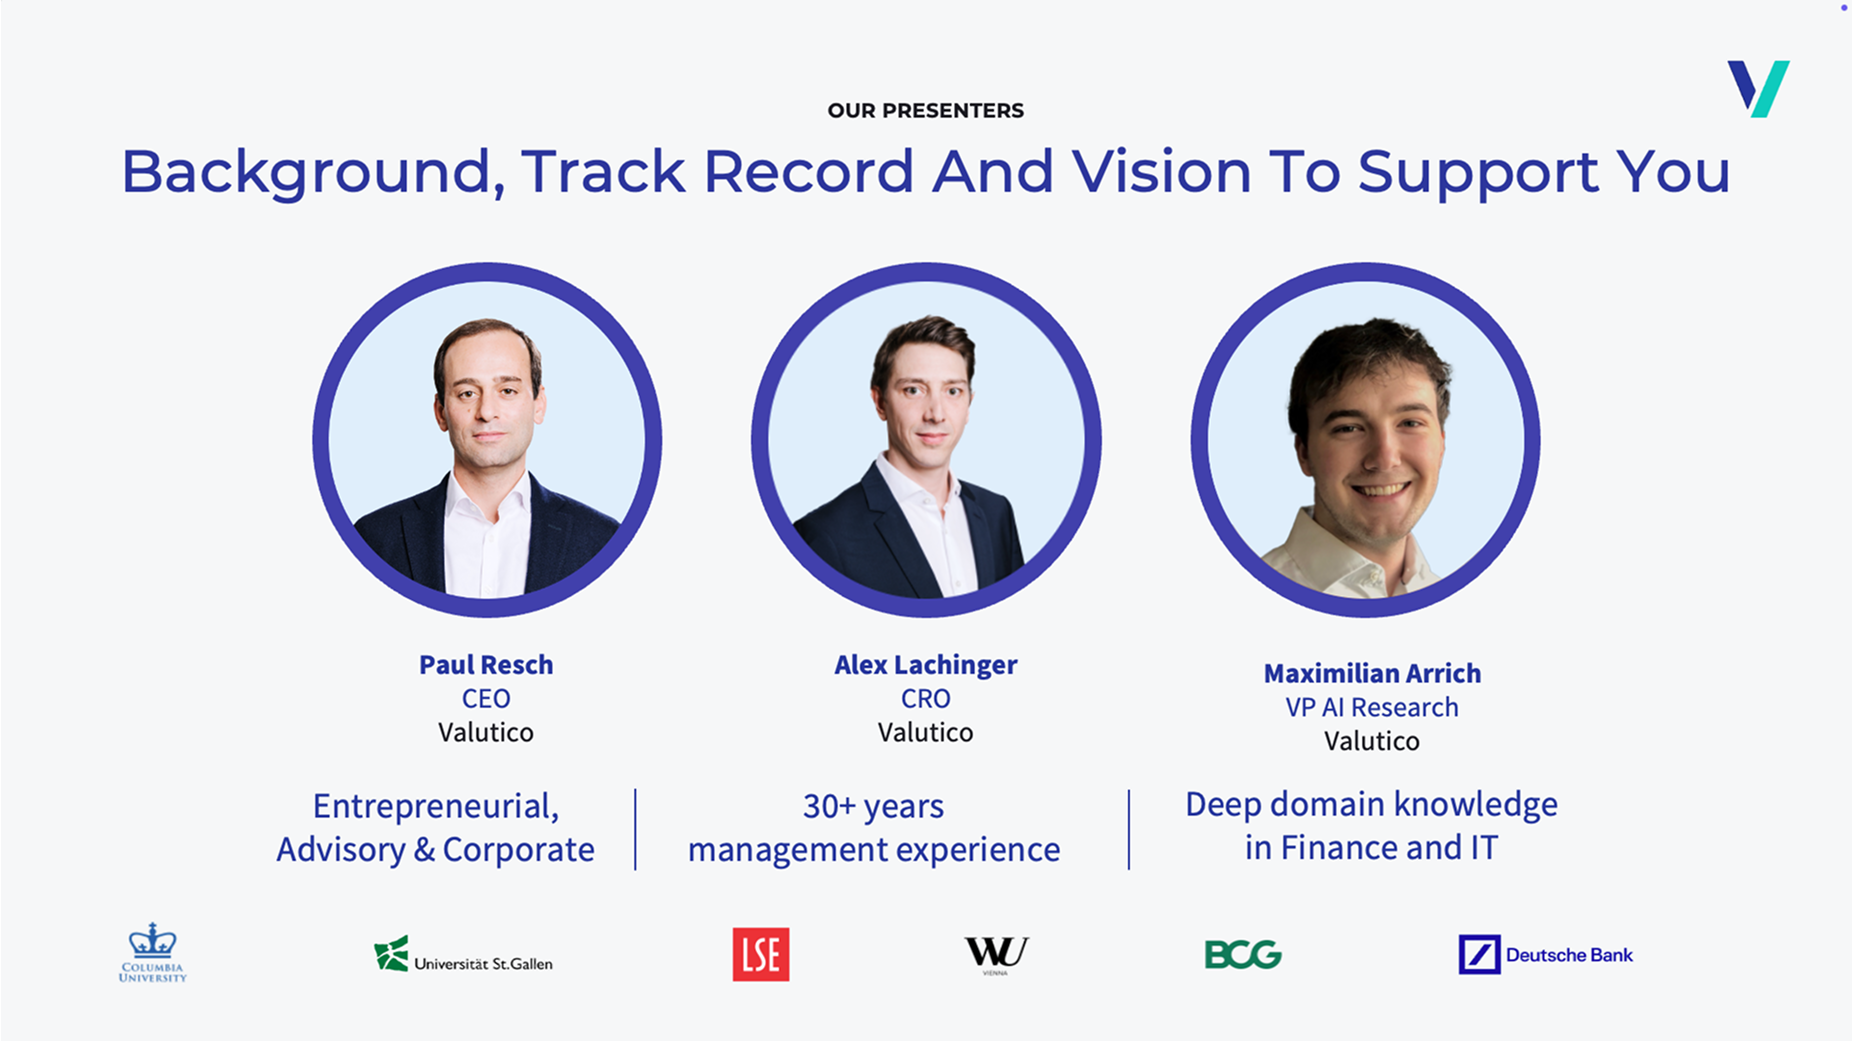 OUR PRESENTERS
Background, Track Record And Vision To Support You
Paul Resch
CEO
Valutico
Alex Lachinger
CRO
Valutico
Maximilian Arrich
VP AI Research
Valutico
Entrepreneurial,
Advisory & Corporate
30+ years
management experience
Deep domain knowledge
in Finance and IT
COLUMBIA
UNIVERSITY
Universität St.Gallen
LSE
WU
VIENNA
BCG
Deutsche Bank